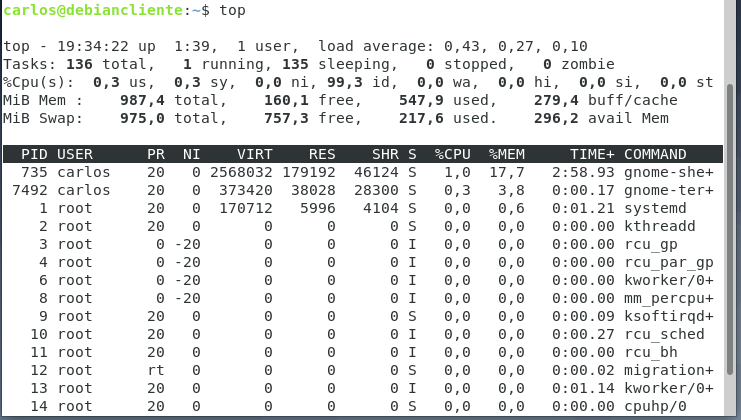 carlos@debiancliente:~$ top
top - 19:34:22 up  1:39,  1 user,  load average: 0,43, 0,27, 0,10
Tasks: 136 total,   1 running, 135 sleeping,   0 stopped,   0 zombie
%Cpu(s):  0,3 us,  0,3 sy,  0,0 ni, 99,3 id,  0,0 wa,  0,0 hi,  0,0 si,  0,0 st
MiB Mem :    987,4 total,    160,1 free,    547,9 used,    279,4 buff/cache
MiB Swap:    975,0 total,    757,3 free,    217,6 used.    296,2 avail Mem
PID USER      PR  NI    VIRT    RES    SHR S  %CPU  %MEM     TIME+ COMMAND
735 carlos    20   0 2568032 179192  46124 S   1,0  17,7   2:58.93 gnome-she+
7492 carlos    20   0  373420  38028  28300 S   0,3   3,8   0:00.17 gnome-ter+
1 root      20   0  170712   5996   4104 S   0,0   0,6   0:01.21 systemd
2 root      20   0       0      0      0 S   0,0   0,0   0:00.00 kthreadd
3 root       0 -20       0      0      0 I   0,0   0,0   0:00.00 rcu_gp
4 root       0 -20       0      0      0 I   0,0   0,0   0:00.00 rcu_par_gp
6 root       0 -20       0      0      0 I   0,0   0,0   0:00.00 kworker/0+
8 root       0 -20       0      0      0 I   0,0   0,0   0:00.00 mm_percpu+
9 root      20   0       0      0      0 S   0,0   0,0   0:00.09 ksoftirqd+
10 root      20   0       0      0      0 I   0,0   0,0   0:00.27 rcu_sched
11 root      20   0       0      0      0 I   0,0   0,0   0:00.00 rcu_bh
12 root      rt   0       0      0      0 S   0,0   0,0   0:00.02 migration+
13 root      20   0       0      0      0 I   0,0   0,0   0:01.14 kworker/0+
14 root      20   0       0      0      0 S   0,0   0,0   0:00.00 cpuhp/0